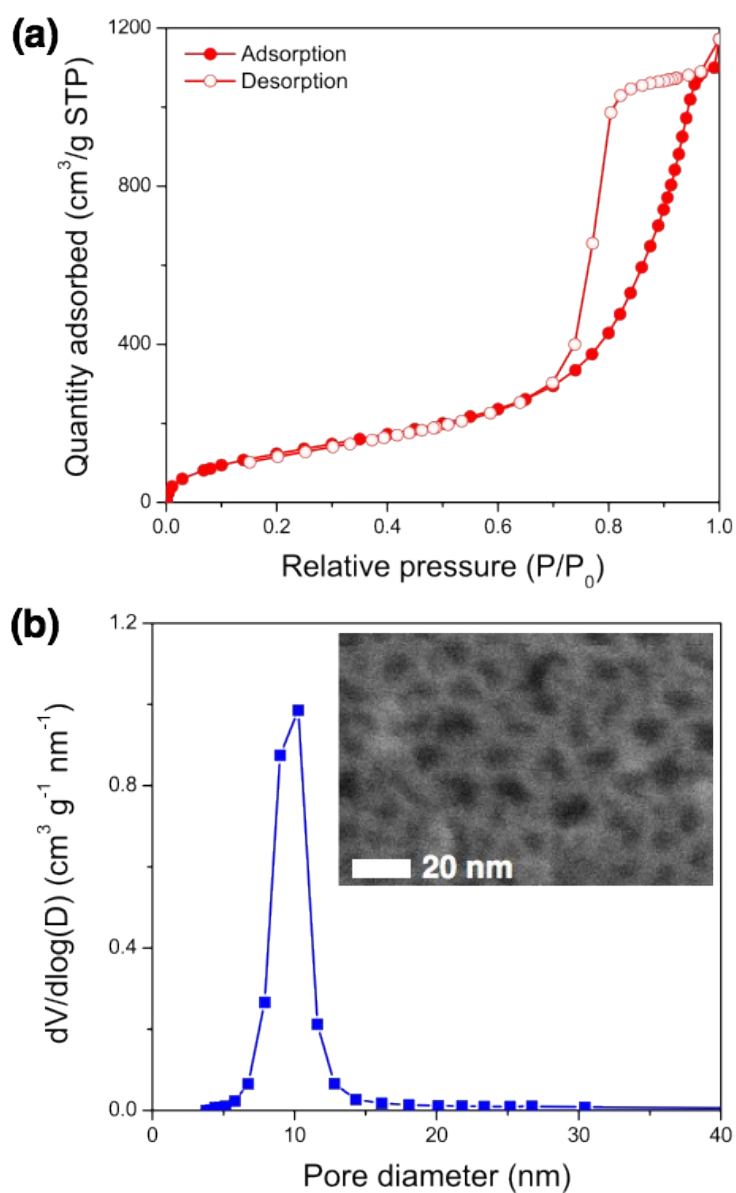 (a)
1200
Adsorption
Desorption
800
400
0
0.0 0.2 0.4 0.6 0.8 1.0
Quantity adsorbed (cm³/g STP)
Relative pressure (P/P₀)
(b)
1.2
0.8
0.4
0.0
0 10 20 30 40
20 nm
dV/dlog(D) (cm³ g⁻¹ nm⁻¹)
Pore diameter (nm)